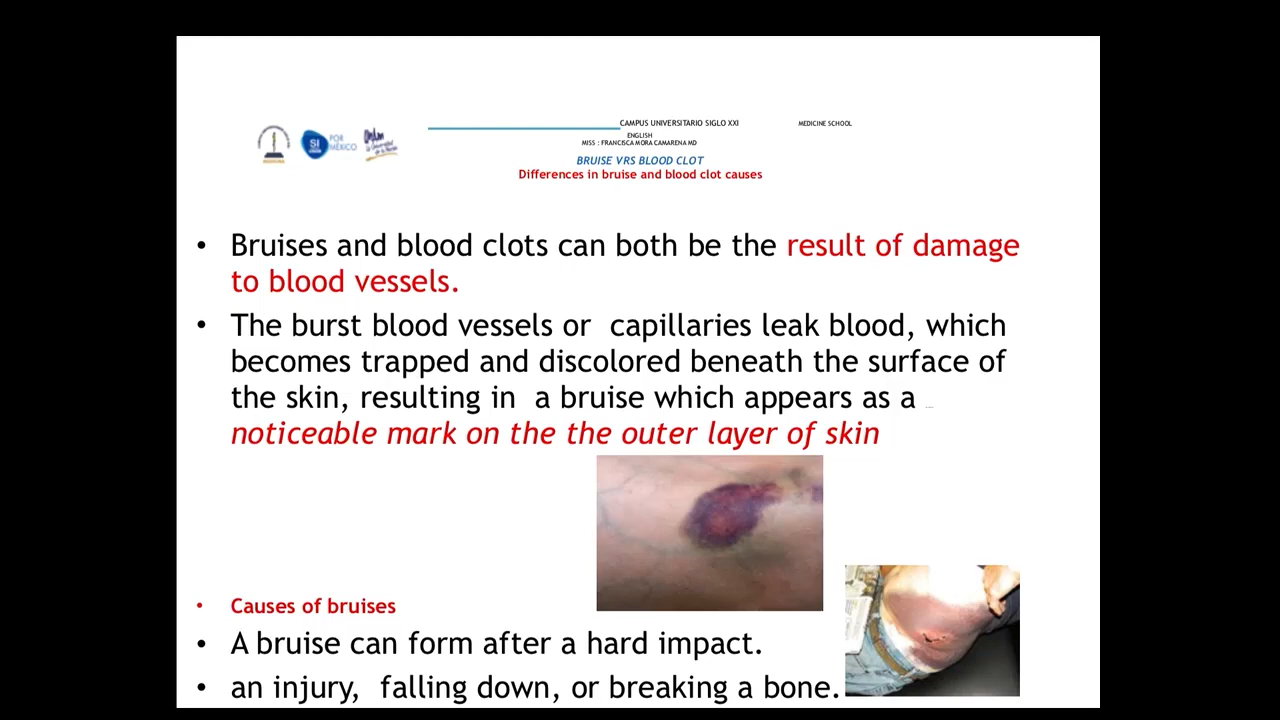 CAMPUS UNIVERSITARIO SIGLO XXI MEDICINE SCHOOL
ENGLISH
MISS : FRANCISCA MORA CAMARENA MD
SI
POR
MÉXICO
BRUISE VRS BLOOD CLOT
Differences in bruise and blood clot causes
• Bruises and blood clots can both be the result of damage
to blood vessels.
• The burst blood vessels or capillaries leak blood, which
becomes trapped and discolored beneath the surface of
the skin, resulting in a bruise which appears as a
noticeable mark on the the outer layer of skin
• Causes of bruises
• A bruise can form after a hard impact.
• an injury, falling down, or breaking a bone.